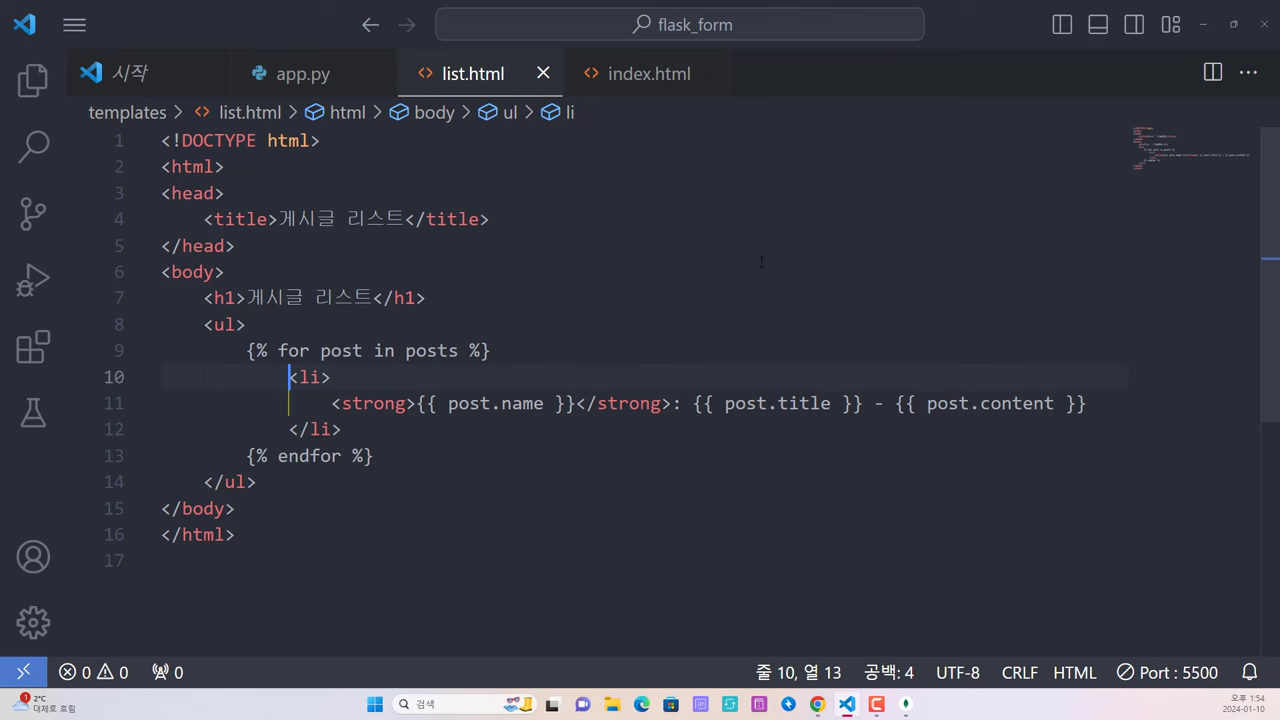 flask_form
시작
app.py
list.html
index.html
templates > list.html > html > body > ul > li
1 <!DOCTYPE html>
2 <html>
3 <head>
4 <title>게시글 리스트</title>
5 </head>
6 <body>
7 <h1>게시글 리스트</h1>
8 <ul>
9 {% for post in posts %}
10 <li>
11 <strong>{{ post.name }}</strong>: {{ post.title }} - {{ post.content }}
12 </li>
13 {% endfor %}
14 </ul>
15 </body>
16 </html>
17
0 0 0 줄 10, 열 13 공백: 4 UTF-8 CRLF HTML Port : 5500
1 2°C
대체로 흐림
검색
오후 1:54
2024-01-10